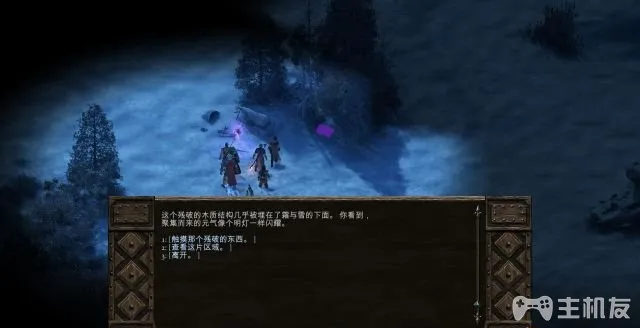 这个残破的木质结构几乎被埋在了霜与雪的下面。你看到，
聚集而来的元气像个明灯一样闪耀。
1: [触摸那个残破的东西。]
2: [查看这片区域。]
3: [离开。]
主机友